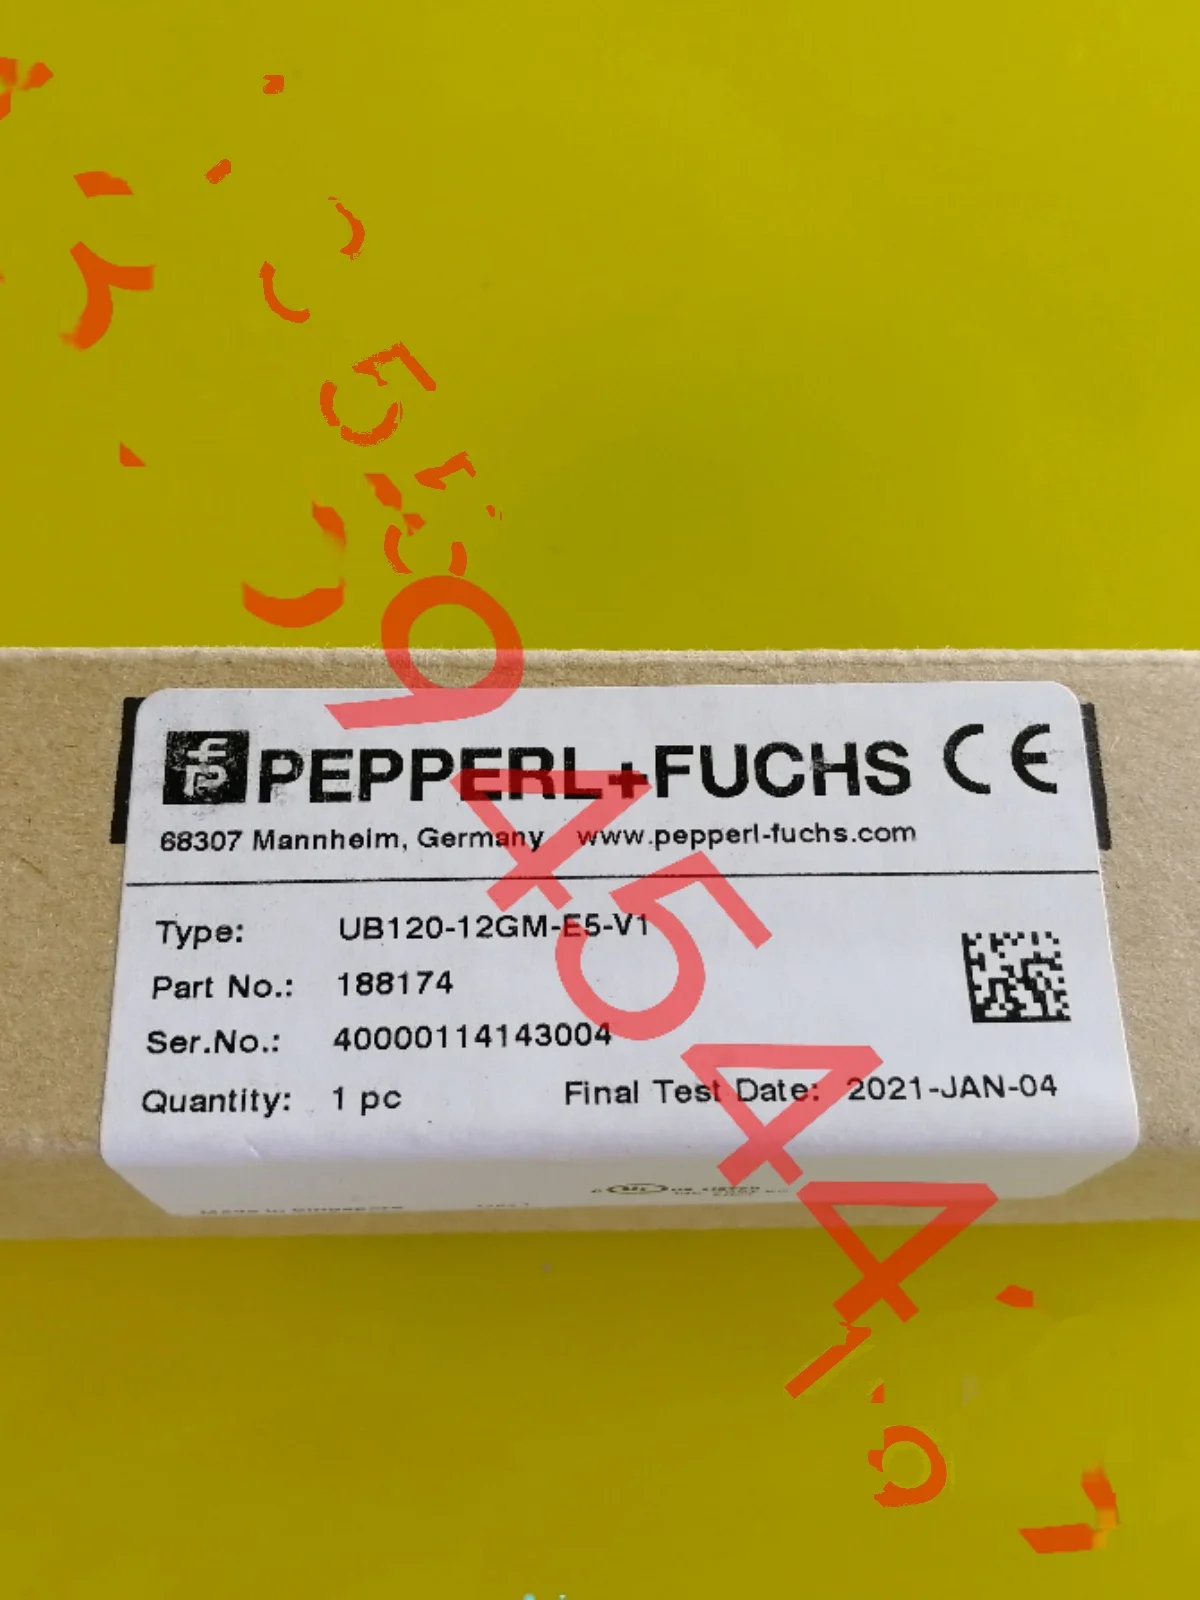 PEPPERL+FUCHS CE
68307 Mannheim, Germany www.pepperl-fuchs.com
Type: UB120-12GM-E5-V1
Part No.: 188174
Ser.No.: 40000114143004
Quantity: 1 pc Final Test Date: 2021-JAN-04
94544